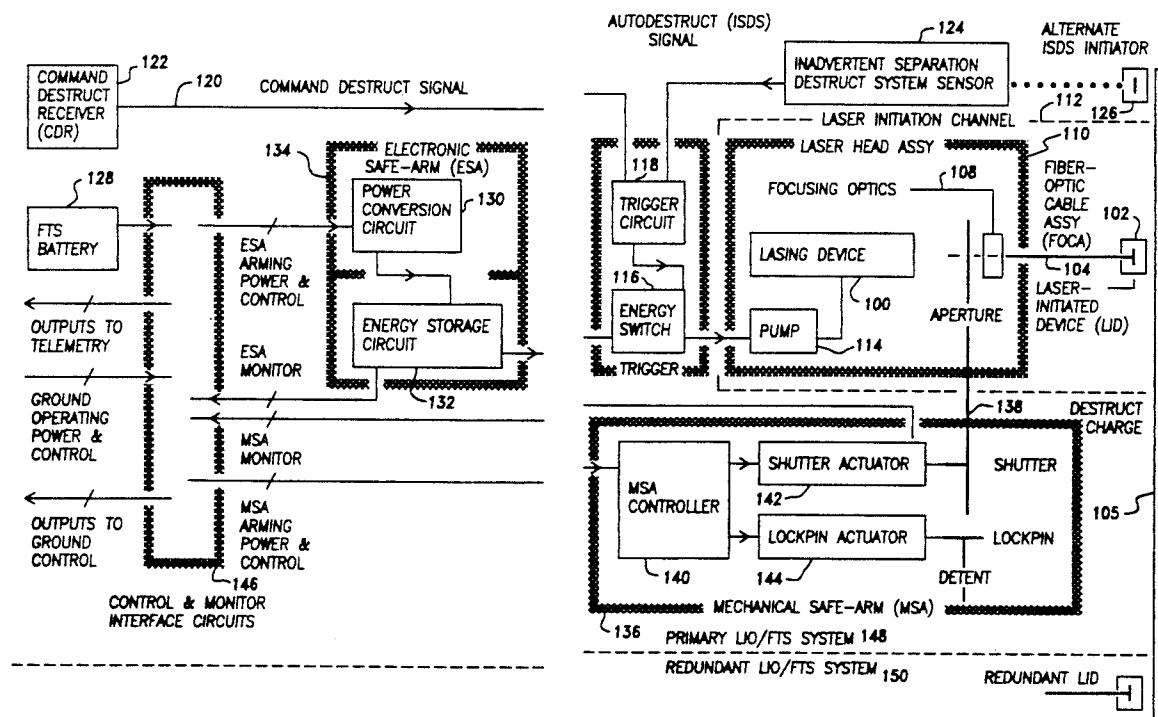 AUTODESTRUCT (ISDS)
SIGNAL
124
ALTERNATE
ISDS INITIATOR
122
COMMAND
DESTRUCT
RECEIVER
(CDR)
120
COMMAND DESTRUCT SIGNAL
INADVERTENT SEPARATION
DESTRUCT SYSTEM SENSOR
112
126
LASER INITIATION CHANNEL
134
ELECTRONIC
SAFE-ARM (ESA)
118
LASER HEAD ASSY
110
128
FTS
BATTERY
POWER
CONVERSION
CIRCUIT
130
TRIGGER
CIRCUIT
FOCUSING OPTICS
108
FIBER-
OPTIC
CABLE
ASSY
(FOCA)
102
ESA
ARMING
POWER &
CONTROL
116
LASING DEVICE
100
104
LASER-
INITIATED
DEVICE (LID)
OUTPUTS TO
TELEMETRY
ENERGY STORAGE
CIRCUIT
132
ENERGY
SWITCH
PUMP
114
APERTURE
ESA
MONITOR
TRIGGER
GROUND
OPERATING
POWER &
CONTROL
138
DESTRUCT
CHARGE
MSA
MONITOR
MSA
CONTROLLER
140
SHUTTER ACTUATOR
142
SHUTTER
105
OUTPUTS TO
GROUND
CONTROL
MSA
ARMING
POWER &
CONTROL
LOCKPIN ACTUATOR
144
LOCKPIN
DETENT
146
CONTROL & MONITOR
INTERFACE CIRCUITS
MECHANICAL SAFE-ARM (MSA)
136
PRIMARY LIO/FTS SYSTEM 148
REDUNDANT LIO/FTS SYSTEM 150
REDUNDANT LID